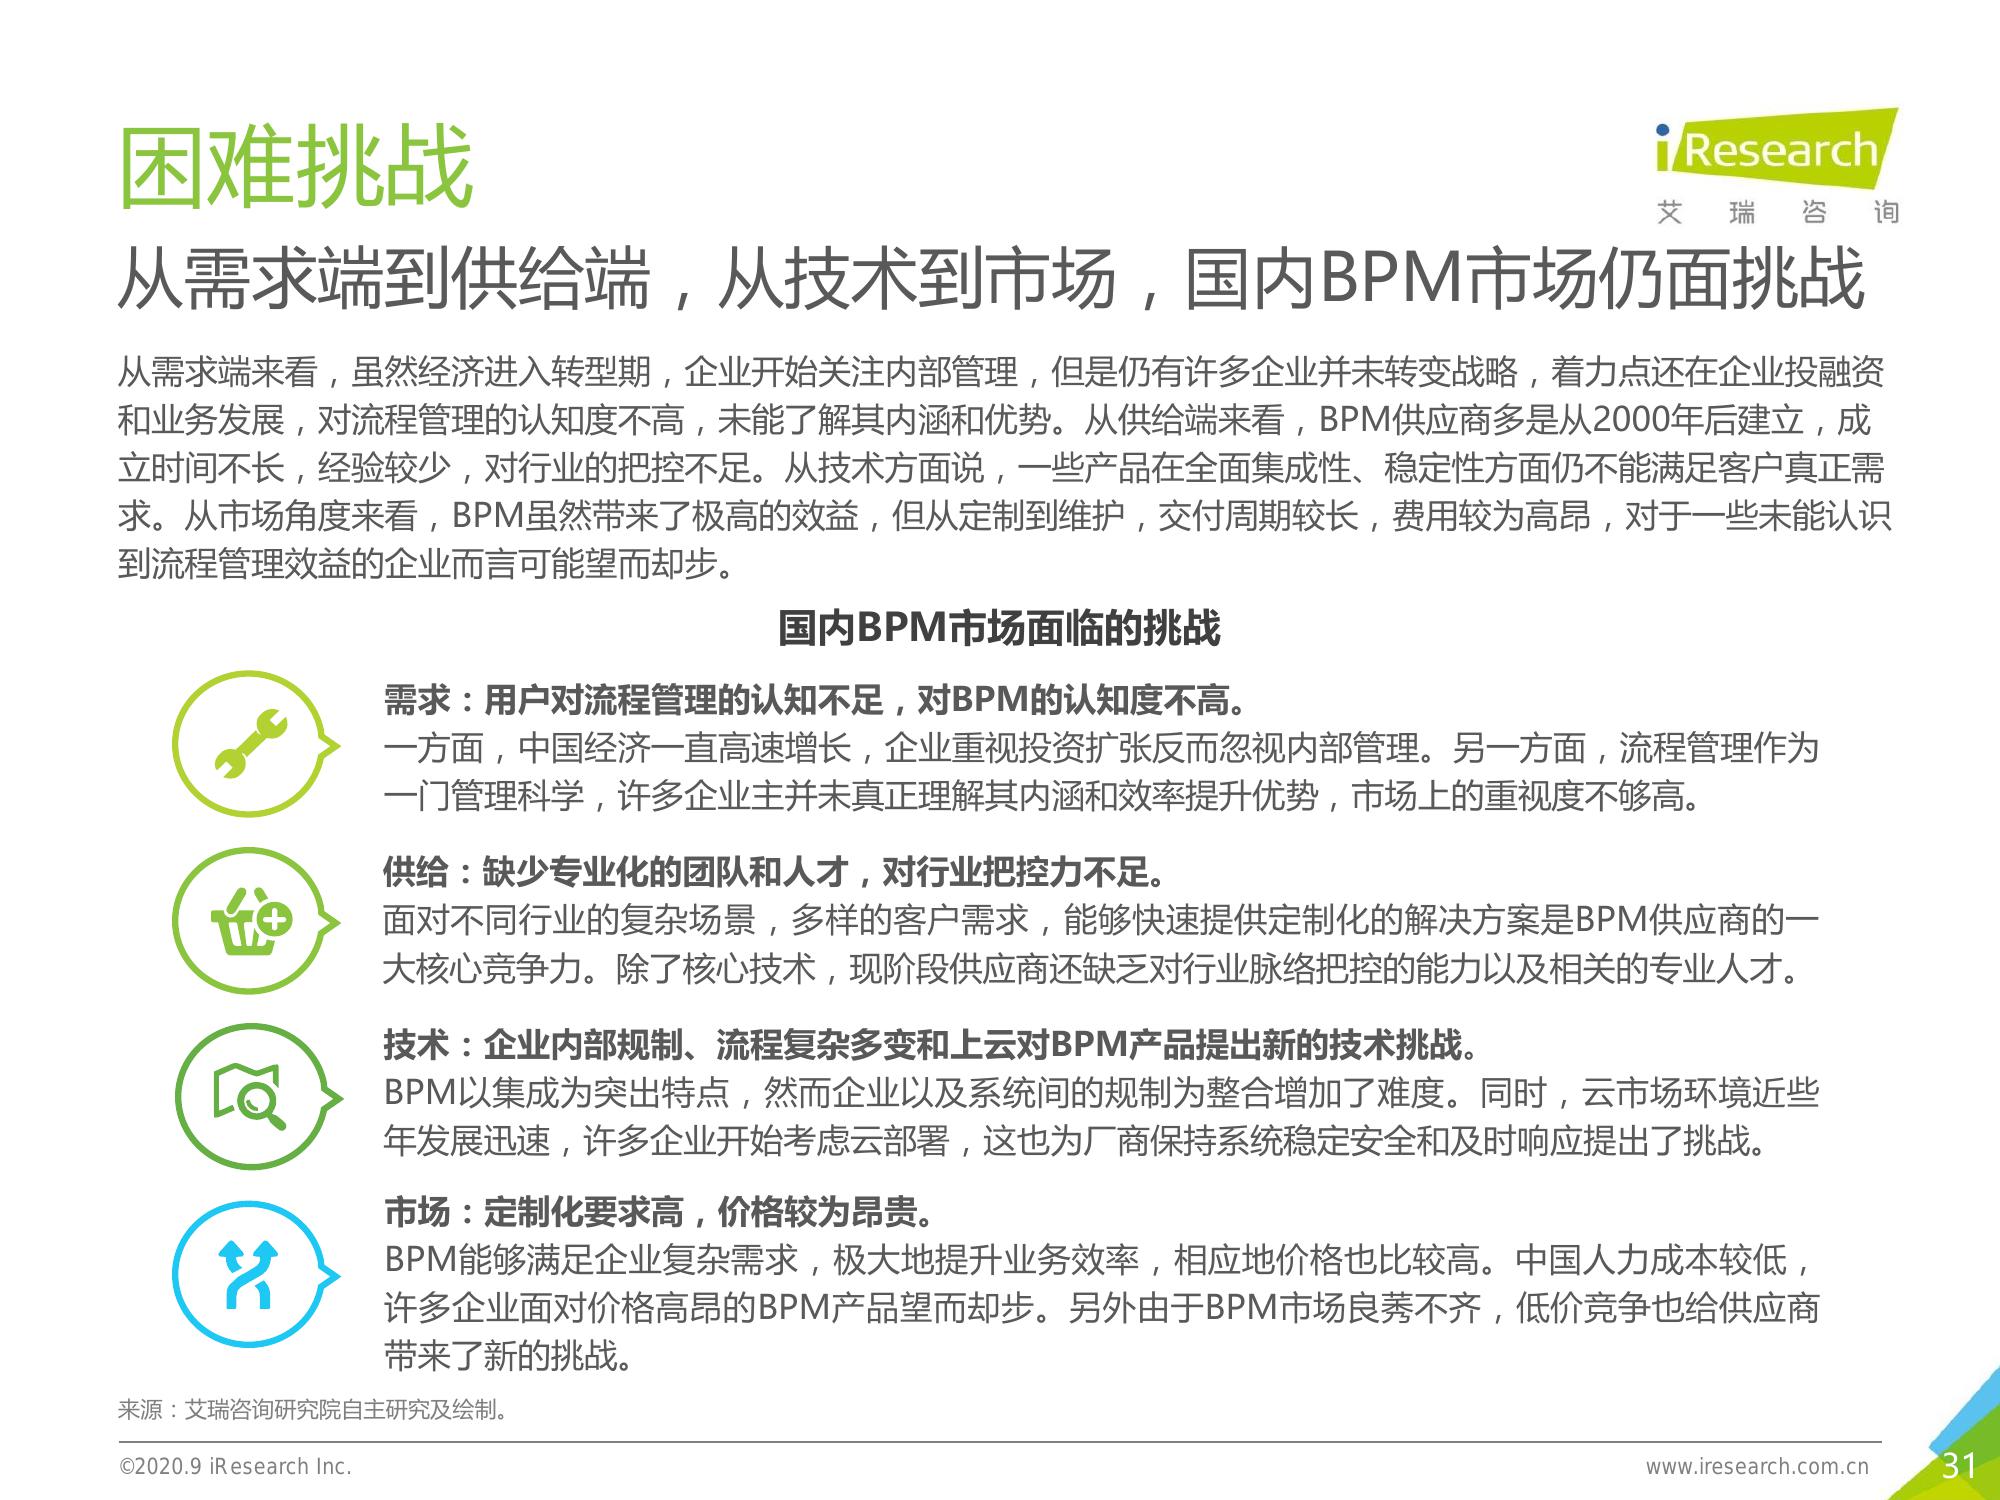 困难挑战
iResearch
艾瑞咨询
从需求端到供给端，从技术到市场，国内BPM市场仍面挑战
从需求端来看，虽然经济进入转型期，企业开始关注内部管理，但是仍有许多企业并未转变战略，着力点还在企业投融资
和业务发展，对流程管理的认知度不高，未能了解其内涵和优势。从供给端来看，BPM供应商多是从2000年后建立，成
立时间不长，经验较少，对行业的把控不足。从技术方面说，一些产品在全面集成性、稳定性方面仍不能满足客户真正需
求。从市场角度来看，BPM虽然带来了极高的效益，但从定制到维护，交付周期较长，费用较为高昂，对于一些未能认识
到流程管理效益的企业而言可能望而却步。
国内BPM市场面临的挑战
需求：用户对流程管理的认知不足，对BPM的认知度不高。
一方面，中国经济一直高速增长，企业重视投资扩张反而忽视内部管理。另一方面，流程管理作为
一门管理科学，许多企业主并未真正理解其内涵和效率提升优势，市场上的重视度不够高。
供给：缺少专业化的团队和人才，对行业把控力不足。
面对不同行业的复杂场景，多样的客户需求，能够快速提供定制化的解决方案是BPM供应商的一
大核心竞争力。除了核心技术，现阶段供应商还缺乏对行业脉络把控的能力以及相关的专业人才。
技术：企业内部规制、流程复杂多变和上云对BPM产品提出新的技术挑战。
BPM以集成为突出特点，然而企业以及系统间的规制为整合增加了难度。同时，云市场环境近些
年发展迅速，许多企业开始考虑云部署，这也为厂商保持系统稳定安全和及时响应提出了挑战。
市场：定制化要求高，价格较为昂贵。
BPM能够满足企业复杂需求，极大地提升业务效率，相应地价格也比较高。中国人力成本较低，
许多企业面对价格高昂的BPM产品望而却步。另外由于BPM市场良莠不齐，低价竞争也给供应商
带来了新的挑战。
来源：艾瑞咨询研究院自主研究及绘制。
©2020.9 iResearch Inc.
www.iresearch.com.cn
31